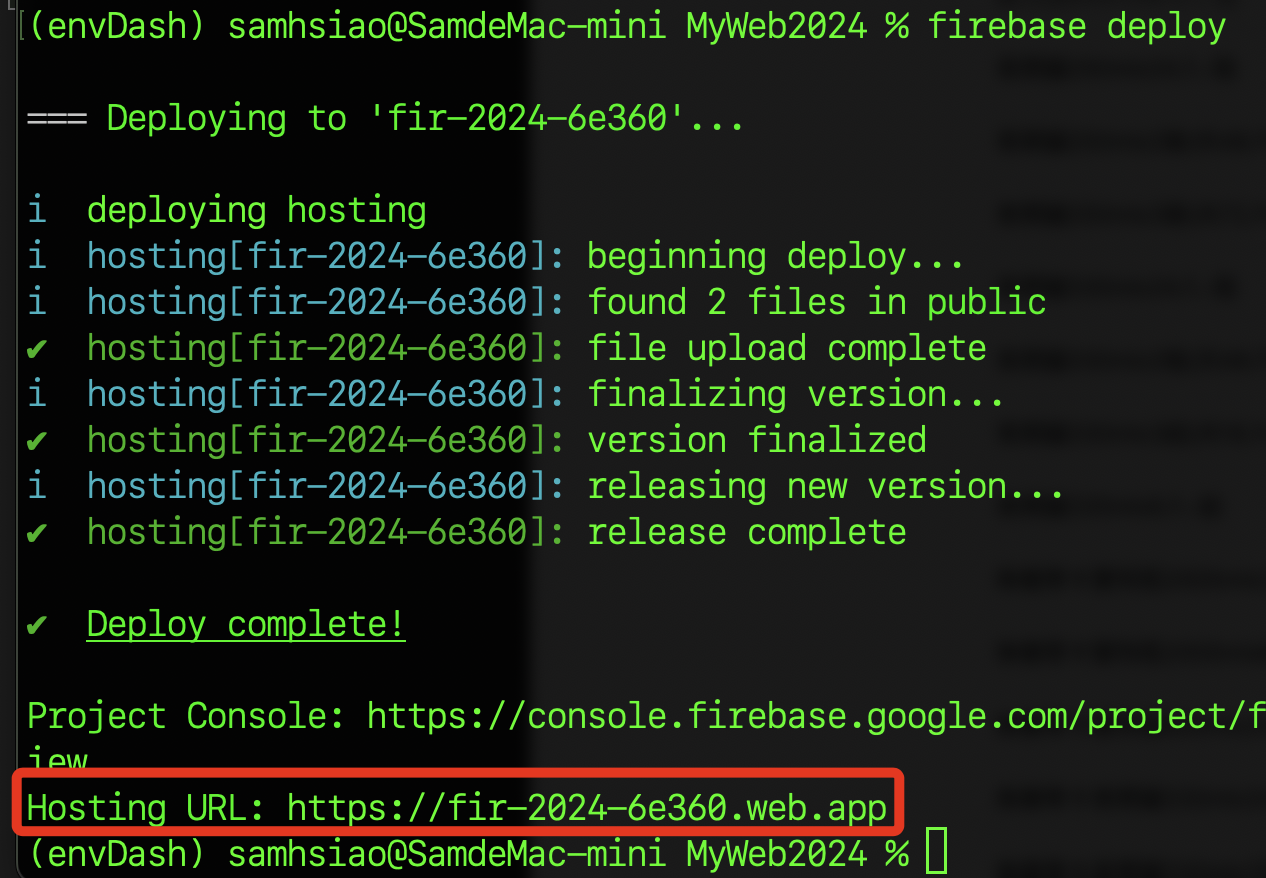 (envDash) samhsiao@SamdeMac-mini MyWeb2024 % firebase deploy
=== Deploying to 'fir-2024-6e360'...
i  deploying hosting
i  hosting[fir-2024-6e360]: beginning deploy...
i  hosting[fir-2024-6e360]: found 2 files in public
✔  hosting[fir-2024-6e360]: file upload complete
i  hosting[fir-2024-6e360]: finalizing version...
✔  hosting[fir-2024-6e360]: version finalized
i  hosting[fir-2024-6e360]: releasing new version...
✔  hosting[fir-2024-6e360]: release complete
✔  Deploy complete!
Project Console: https://console.firebase.google.com/project/f
iew
Hosting URL: https://fir-2024-6e360.web.app
(envDash) samhsiao@SamdeMac-mini MyWeb2024 %